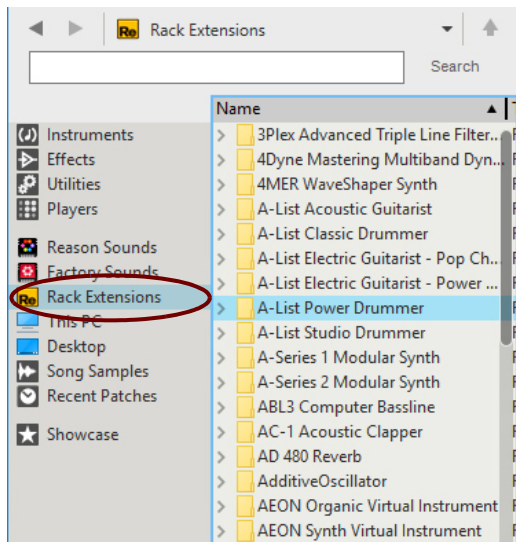 Re Rack Extensions
Search
Name
Instruments
Effects
Utilities
Players
Reason Sounds
Factory Sounds
Re Rack Extensions
This PC
Desktop
Song Samples
Recent Patches
Showcase
3Plex Advanced Triple Line Filter...
4Dyne Mastering Multiband Dyn...
4MER WaveShaper Synth
A-List Acoustic Guitarist
A-List Classic Drummer
A-List Electric Guitarist - Pop Ch...
A-List Electric Guitarist - Power ...
A-List Power Drummer
A-List Studio Drummer
A-Series 1 Modular Synth
A-Series 2 Modular Synth
ABL3 Computer Bassline
AC-1 Acoustic Clapper
AD 480 Reverb
AdditiveOscillator
AEON Organic Virtual Instrument
AEON Synth Virtual Instrument